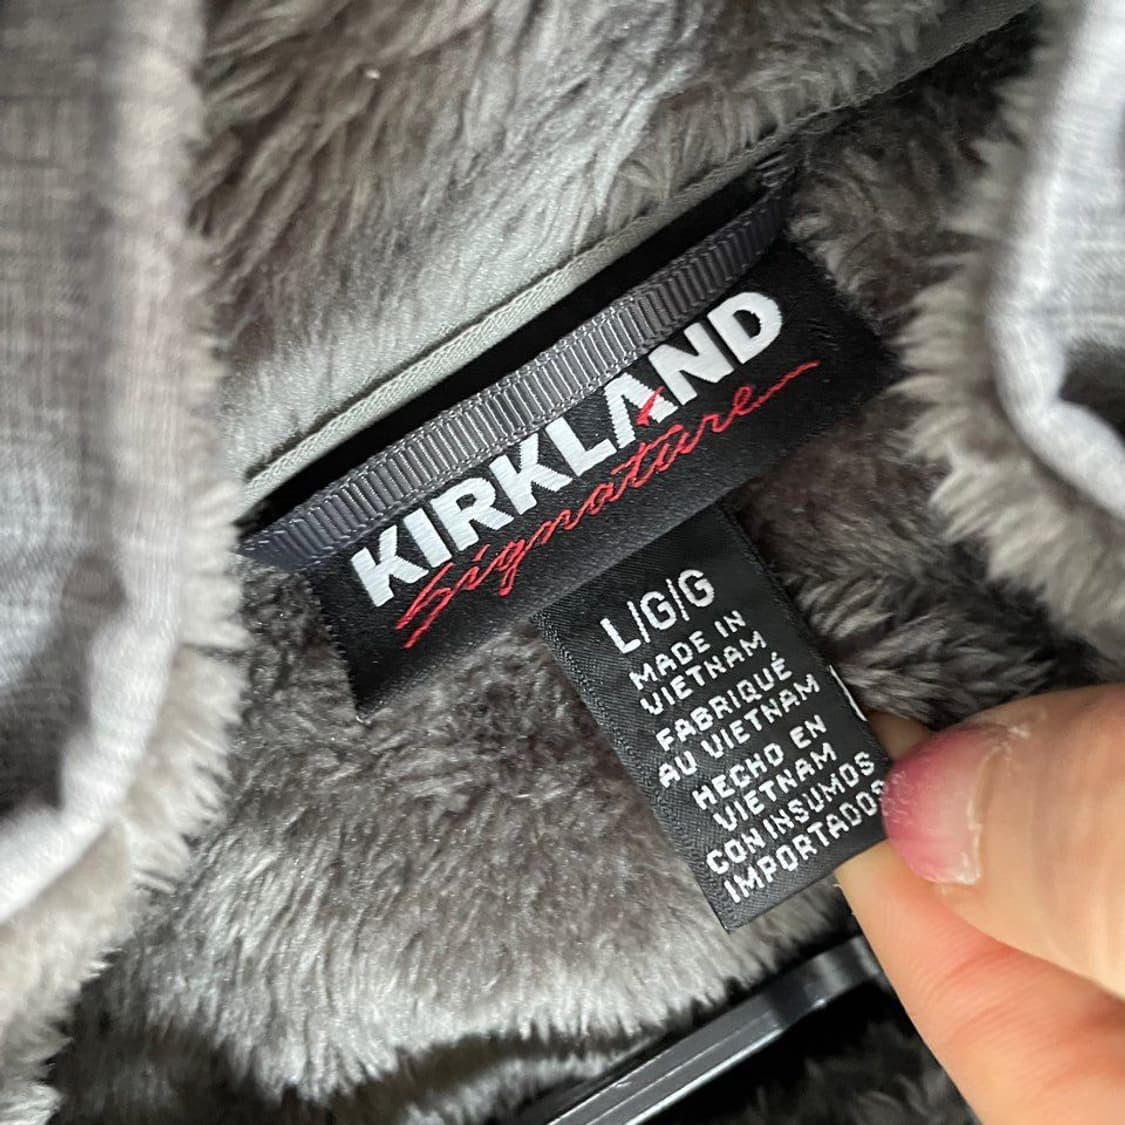 KIRKLAND
Signature
L/G/G
MADE IN
VIETNAM
FABRIQUÉ
AU VIETNAM
HECHO EN
VIETNAM
CON INSUMOS
IMPORTADOS